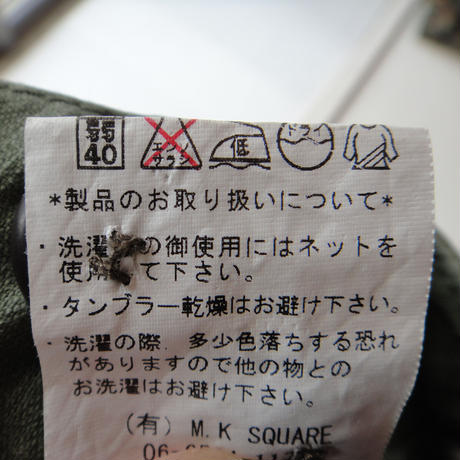 弱
40
エンソ
サラシ
低
ドライ
*製品のお取り扱いについて*
・洗濯 の御使用にはネットを
使用 て下さい。
・タンブラー乾燥はお避け下さい。
・洗濯の際、多少色落ちする恐れ
がありますので他の物との
お洗濯はお避け下さい。
(有) M.K SQUARE
06-65